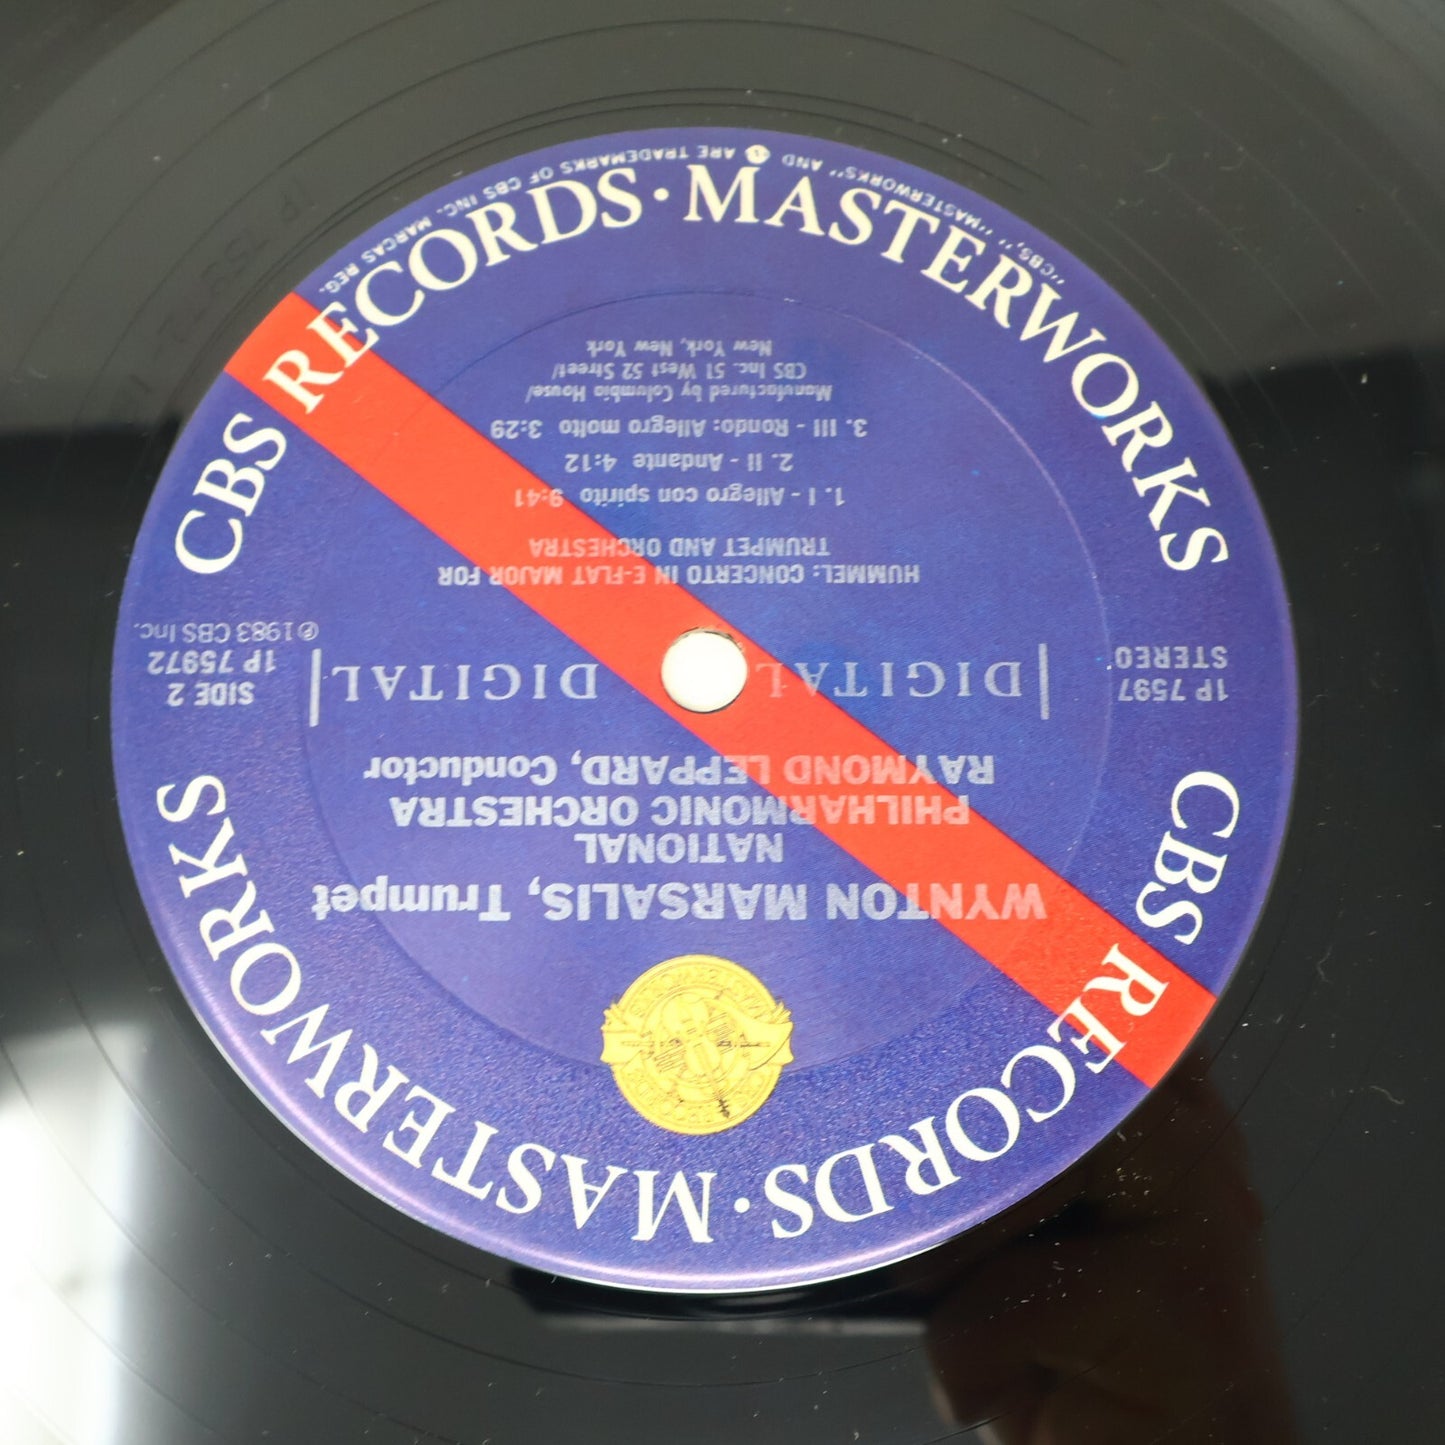 CBS RECORDS · MASTERWORKS
CBS RECORDS · MASTERWORKS
WYNTON MARSALIS, Trumpet
NATIONAL
PHILHARMONIC ORCHESTRA
RAYMOND LEPPARD, Conductor
1P 7597
STEREO
DIGITAL DIGITAL
SIDE 2
1P 75972
℗1983 CBS Inc.
HUMMEL: CONCERTO IN E-FLAT MAJOR FOR
TRUMPET AND ORCHESTRA
1. I - Allegro con spirito 9:41
2. II - Andante 4:12
3. III - Rondo: Allegro molto 3:29
Manufactured by Columbia House/
CBS Inc. 51 West 52 Street/
New York, New York
"CBS," "MASTERWORKS" AND ARE TRADEMARKS OF CBS INC. MARCAS REG.